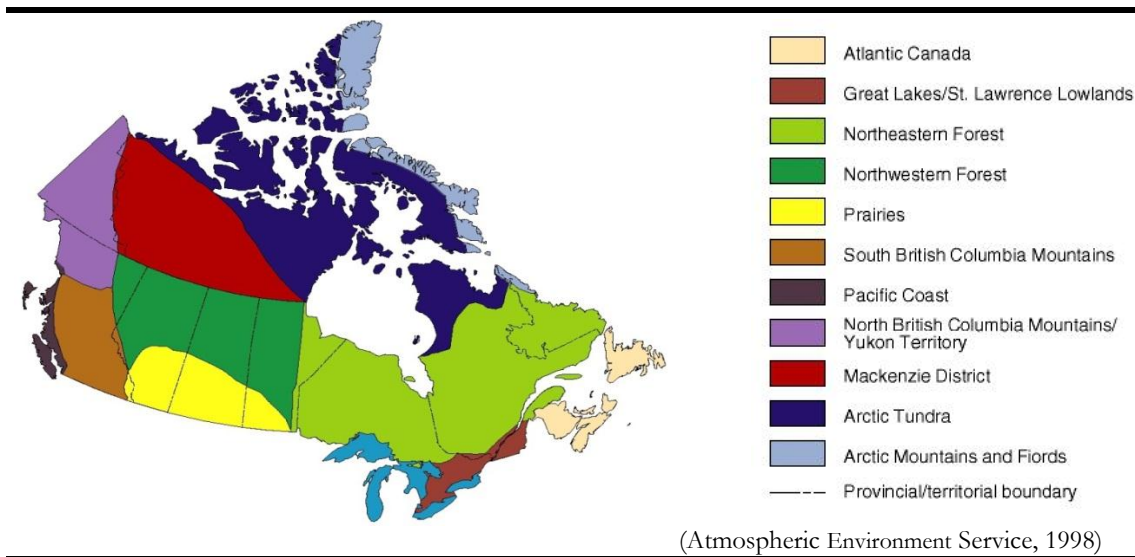 Atlantic Canada
Great Lakes/St. Lawrence Lowlands
Northeastern Forest
Northwestern Forest
Prairies
South British Columbia Mountains
Pacific Coast
North British Columbia Mountains/
Yukon Territory
Mackenzie District
Arctic Tundra
Arctic Mountains and Fiords
Provincial/territorial boundary
(Atmospheric Environment Service, 1998)